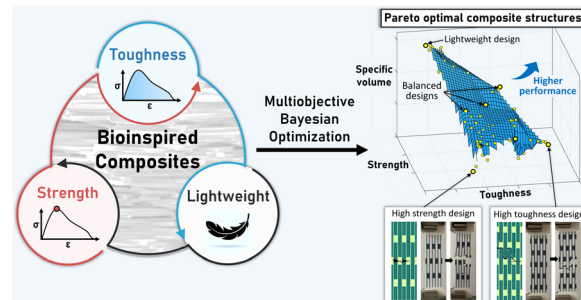 Toughness
σ
ε
Bioinspired
Composites
Strength
σ
ε
Lightweight
Multiobjective
Bayesian
Optimization
Pareto optimal composite structures
Lightweight design
Specific
volume
Higher
performance
Balanced
designs
Strength
Toughness
High strength design
High toughness design